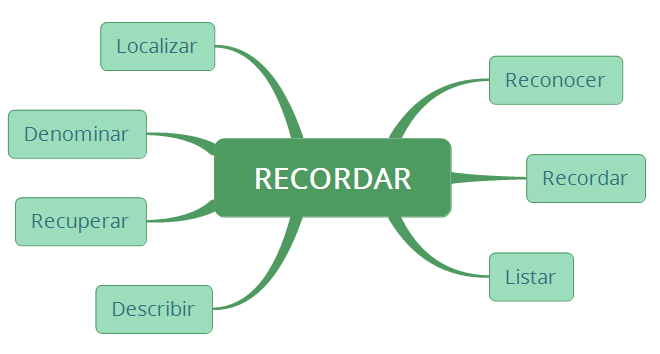 Localizar
Reconocer
Denominar
RECORDAR
Recordar
Recuperar
Listar
Describir